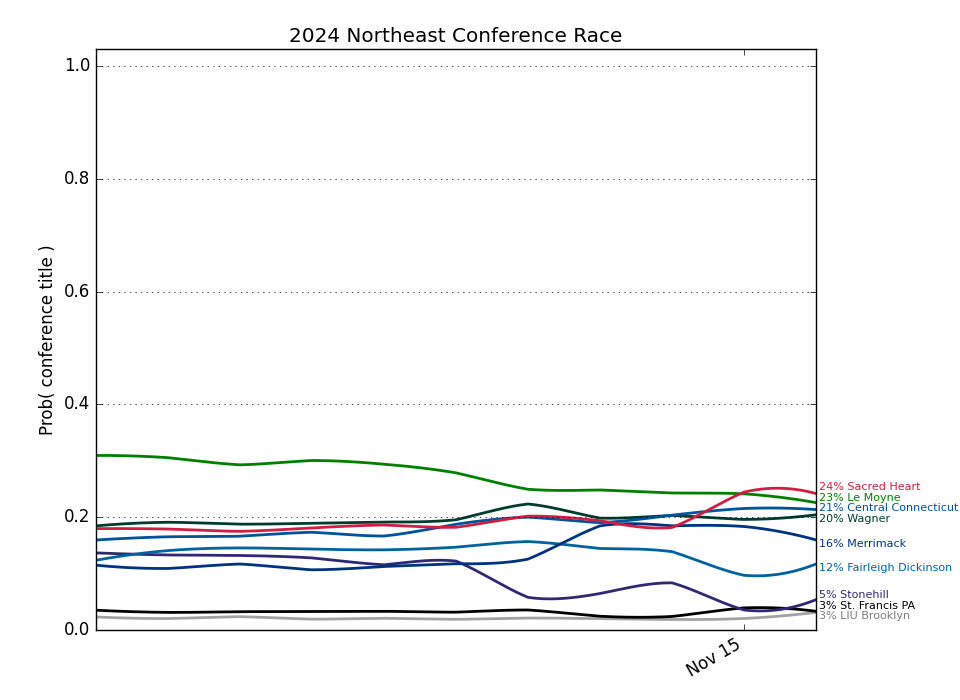 2024 Northeast Conference Race
Prob( conference title )
1.0
0.8
0.6
0.4
0.2
0.0
24% Sacred Heart
23% Le Moyne
21% Central Connecticut
20% Wagner
16% Merrimack
12% Fairleigh Dickinson
5% Stonehill
3% St. Francis PA
3% LIU Brooklyn
Nov 15